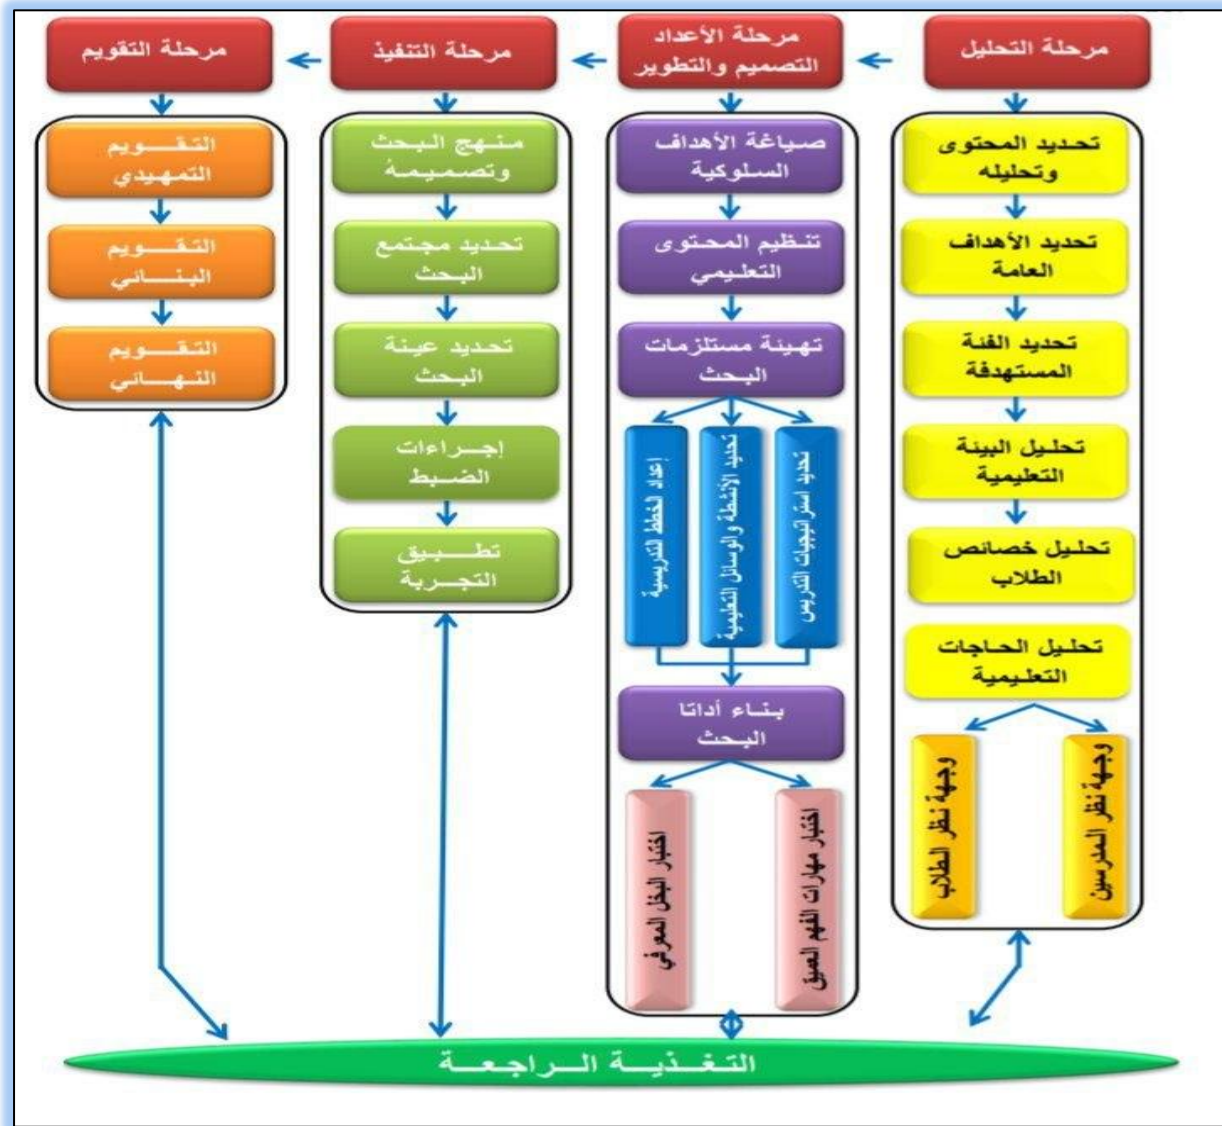 مرحلة التحليل
تحديد المحتوى
وتحليله
تحديد الأهداف
العامة
تحديد الفئة
المستهدفة
تحليل البيئة
التعليمية
تحليل خصائص
الطلاب
تحليل الحاجات
التعليمية
وجهة نظر المدرسين
وجهة نظر الطلاب
مرحلة الأعداد
التصميم والتطوير
صياغة الأهداف
السلوكية
تنظيم المحتوى
التعليمي
تهيئة مستلزمات
البحث
تحديد استراتيجيات التدريس
تحديد الأنشطة والوسائل التعليمية
إعداد الخطط التدريسية
بناء أداتا
البحث
اختبار مهارات الفهم العميق
اختبار البخل المعرفي
مرحلة التنفيذ
منهج البحث
وتصميمه
تحديد مجتمع
البحث
تحديد عينة
البحث
إجراءات
الضبط
تطبيق
التجربة
مرحلة التقويم
التقويم
التمهيدي
التقويم
البنائي
التقويم
النهائي
التغذية الراجعة